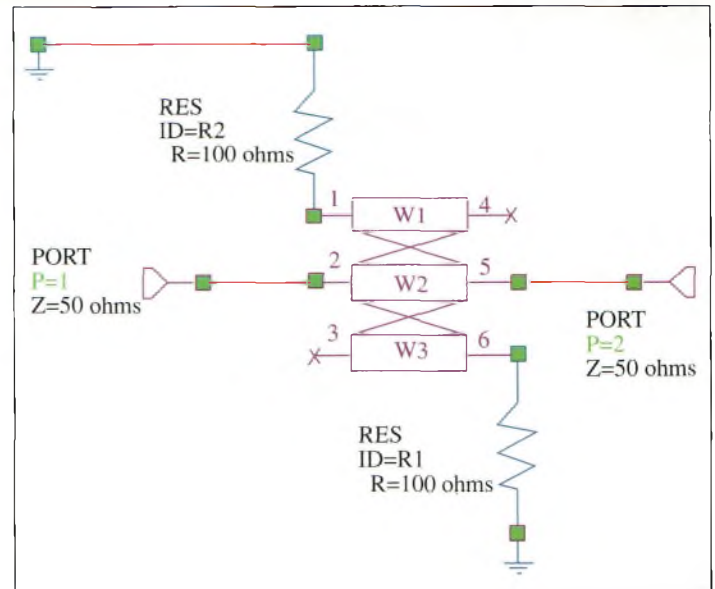 RES
ID=R2
R=100 ohms
1
W1
4
PORT
P=1
Z=50 ohms
2
W2
5
PORT
P=2
Z=50 ohms
3
W3
6
RES
ID=R1
R=100 ohms